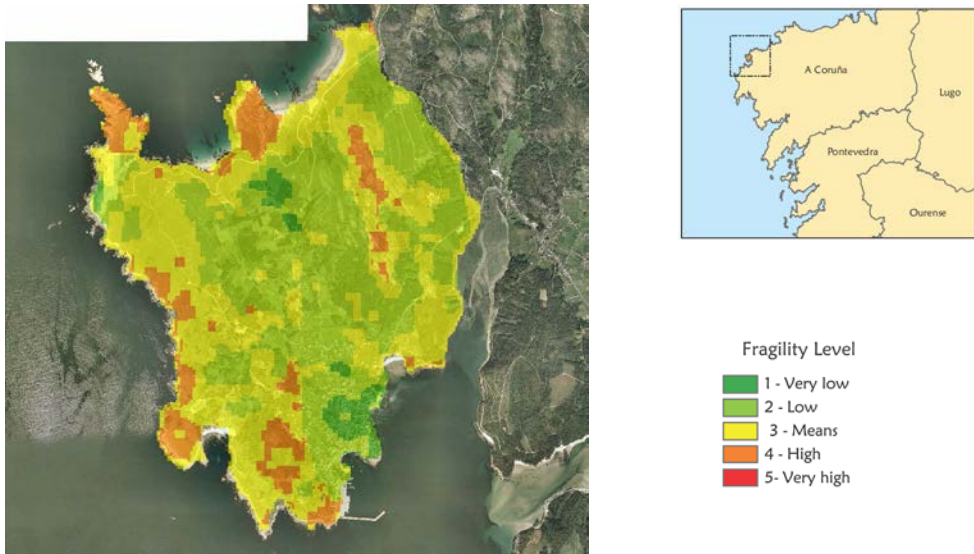 A Coruña
Lugo
Pontevedra
Ourense
Fragility Level
1 - Very low
2 - Low
3 - Means
4 - High
5- Very high